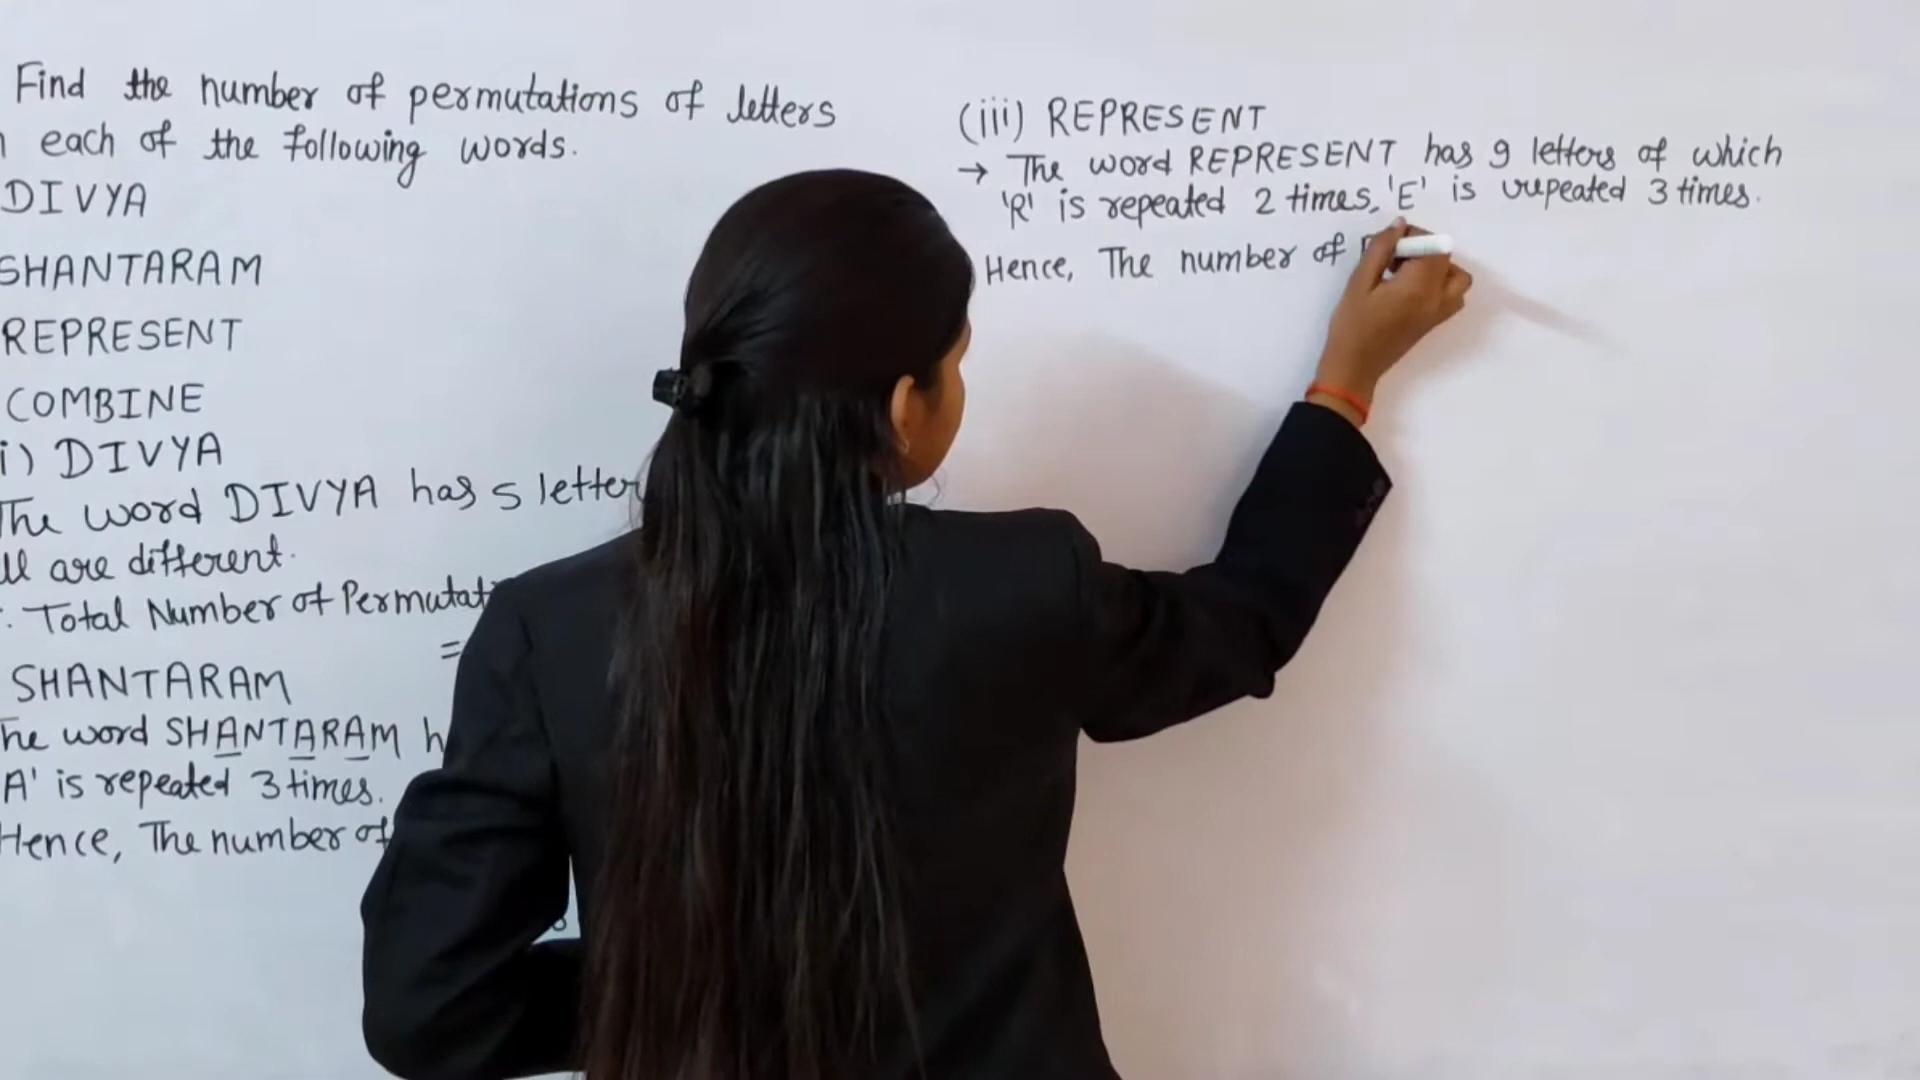 Find the number of permutations of letters
each of the following words.
DIVYA
SHANTARAM
REPRESENT
COMBINE
i) DIVYA
The word DIVYA has 5 letter
are different.
Total Number of Permutat
=
SHANTARAM
The word SHANTARAM h
A' is repeated 3 times.
Hence, The number of
(iii) REPRESENT
→ The word REPRESENT has 9 letters of which
'R' is repeated 2 times, 'E' is repeated 3 times.
Hence, The number of